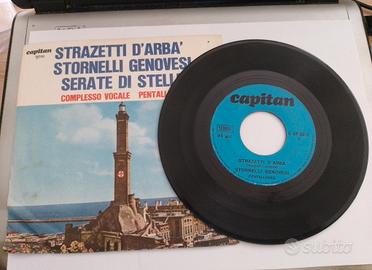 capitan
STRAZETTI D'ARBA'
STORNELLI GENOVESI
SERATE DI STELLE
COMPLESSO VOCALE PENTAL
capitan
STRAZETTI D'ARBA'
STORNELLI GENOVESI
subito